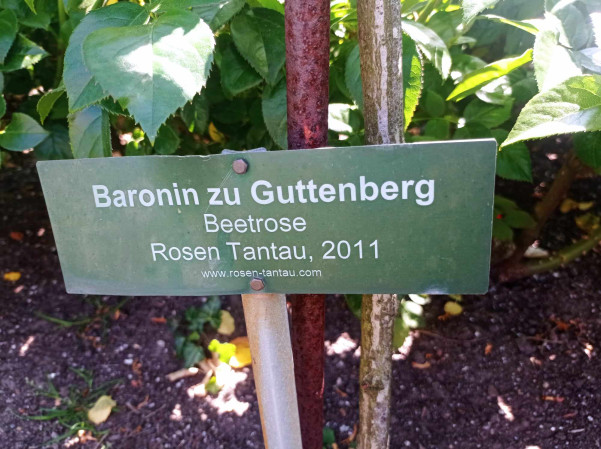 Baronin zu Guttenberg
Beetrose
Rosen Tantau, 2011
www.rosen-tantau.com